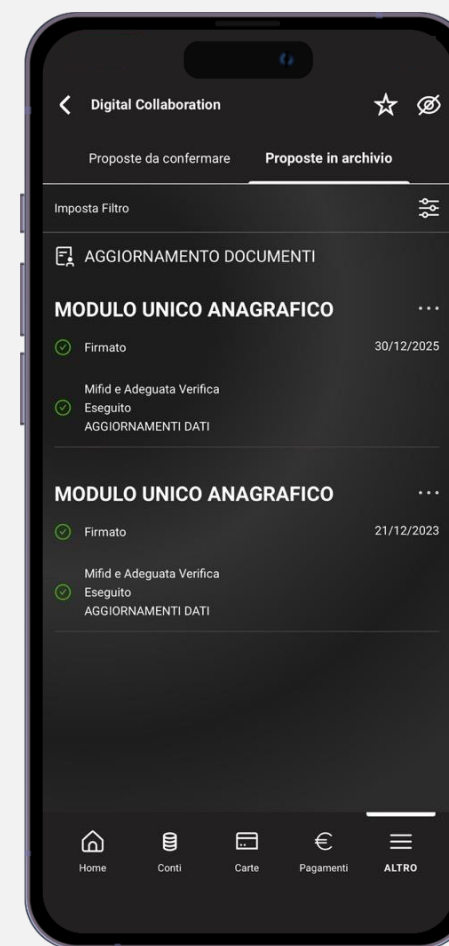 Digital Collaboration
Proposte da confermare Proposte in archivio
Imposta Filtro
AGGIORNAMENTO DOCUMENTI
MODULO UNICO ANAGRAFICO
Firmato 30/12/2025
Mifid e Adeguata Verifica
Eseguito
AGGIORNAMENTI DATI
MODULO UNICO ANAGRAFICO
Firmato 21/12/2023
Mifid e Adeguata Verifica
Eseguito
AGGIORNAMENTI DATI
Home Conti Carte Pagamenti ALTRO